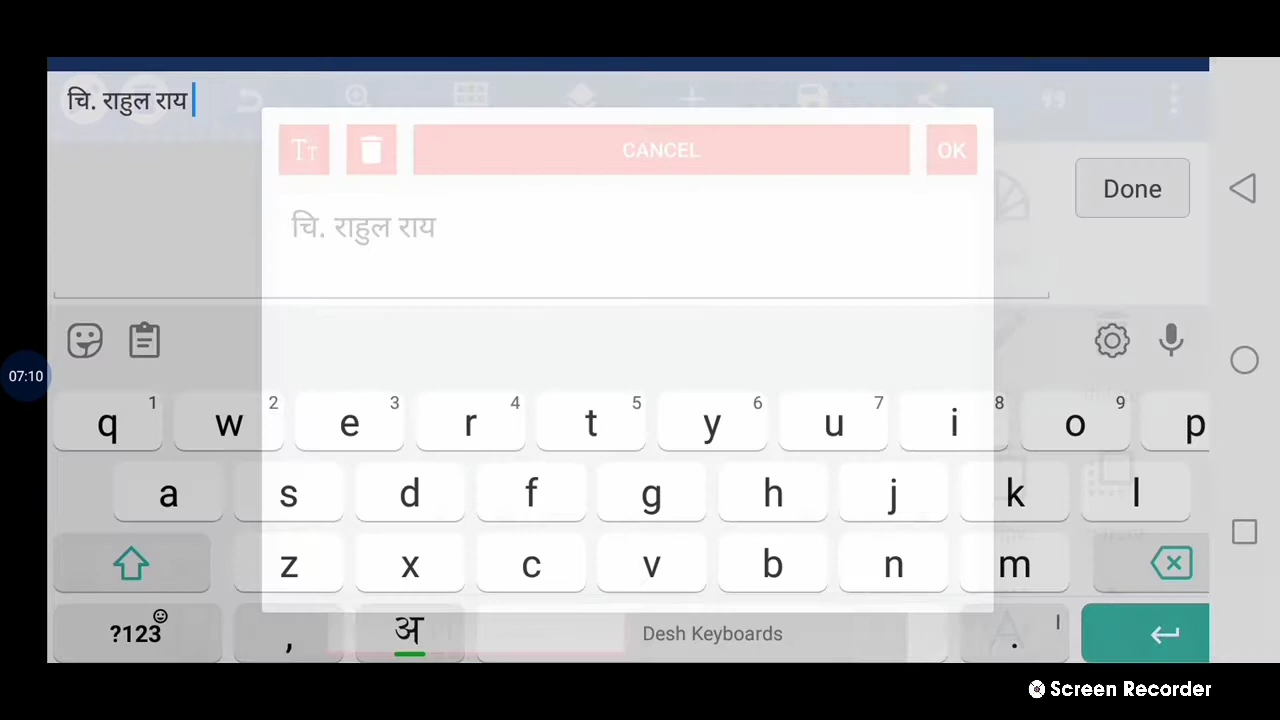 चि. राहुल राय
Tт CANCEL OK
चि. राहुल राय
Done
07:10
q 1 w 2 e 3 r 4 t 5 y 6 u 7 i 8 o 9 p
a s d f g h j k l
z x c v b n m
?123 , अ Desh Keyboards .
Screen Recorder